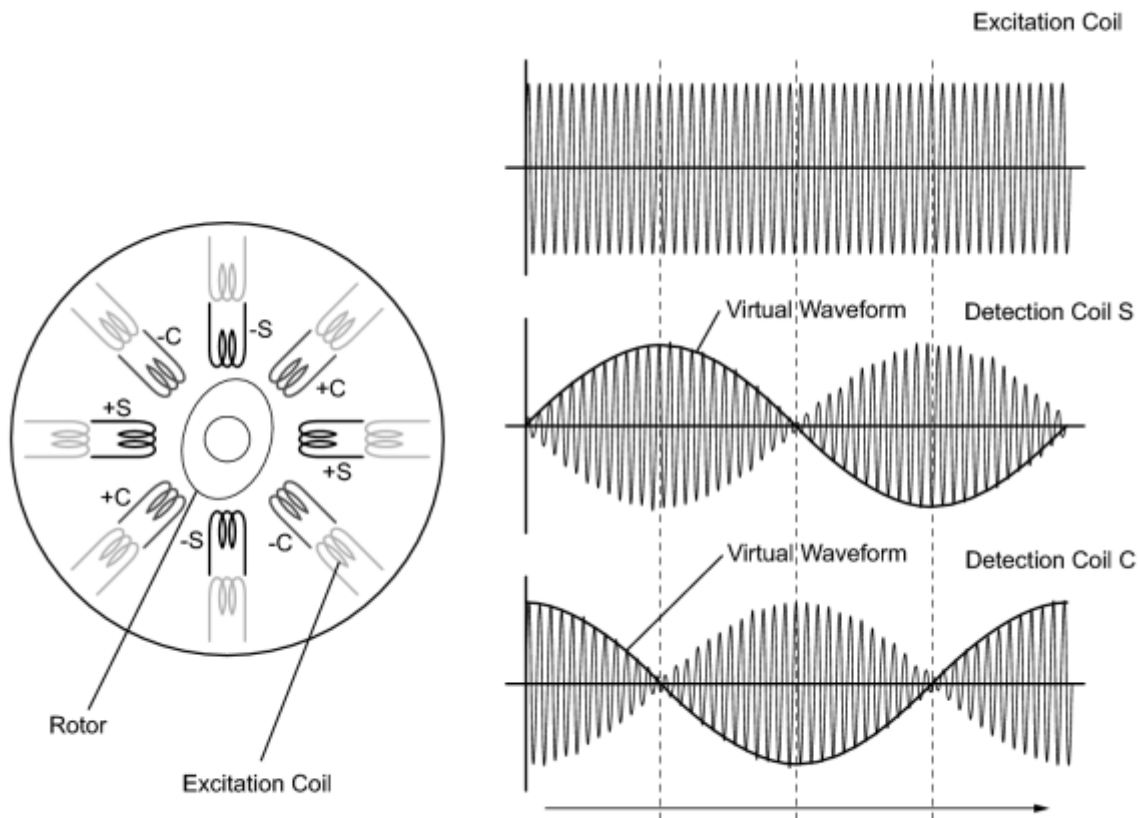 Excitation Coil
Virtual Waveform
Detection Coil S
Virtual Waveform
Detection Coil C
-S
-C
+C
+S
+S
+C
-S
-C
Rotor
Excitation Coil